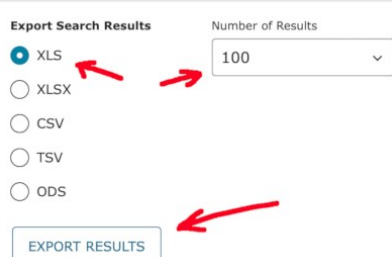 Export Search Results
Number of Results
XLS
100
XLSX
CSV
TSV
ODS
EXPORT RESULTS